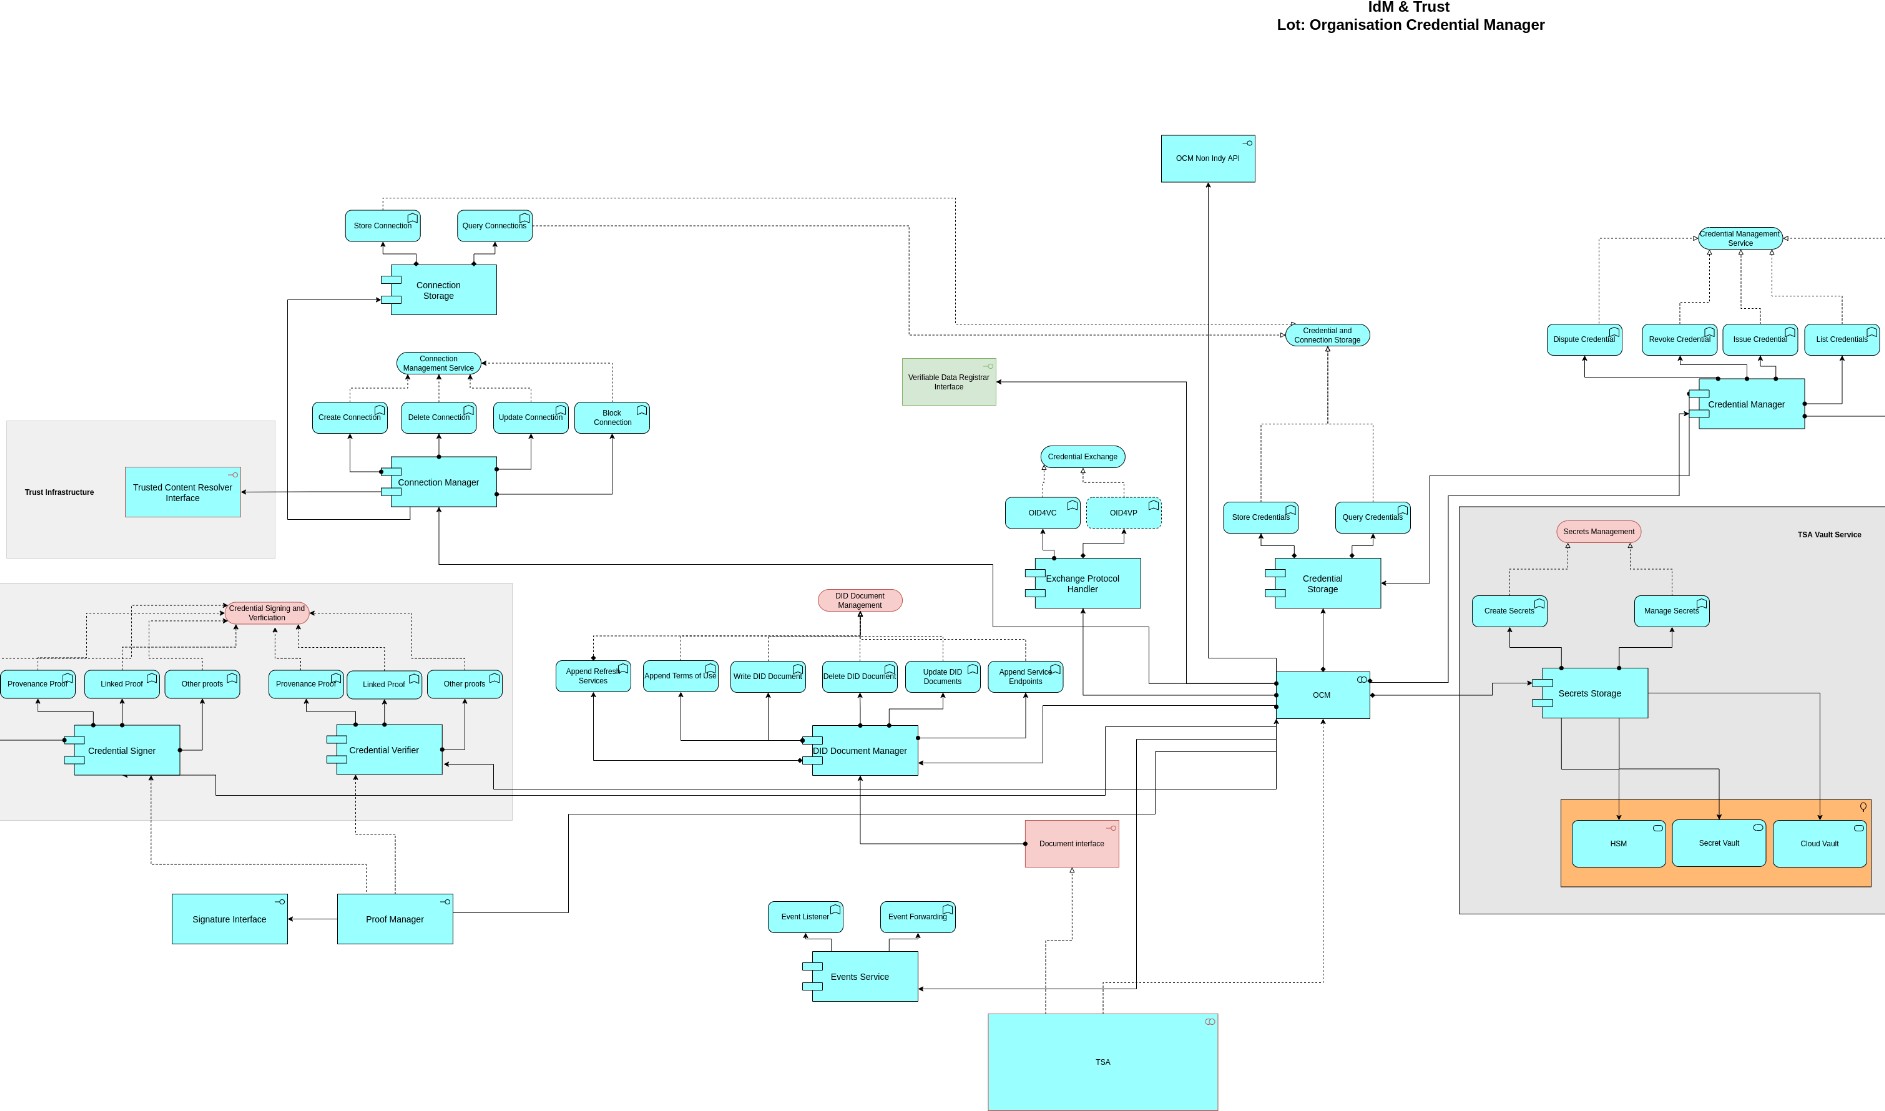 IdM & Trust
Lot: Organisation Credential Manager
OCM Non Indy API
Store Connection
Query Connections
Credential Management
Service
Connection
Storage
Credential and
Connection Storage
Dispute Credential
Revoke Credential
Issue Credential
List Credentials
Connection
Management Service
Verifiable Data Registrar
Interface
Credential Manager
Create Connection
Delete Connection
Update Connection
Block
Connection
Credential Exchange
Connection Manager
Trust Infrastructure
Trusted Content Resolver
Interface
OID4VC
OID4VP
Store Credentials
Query Credentials
Secrets Management
TSA Vault Service
Exchange Protocol
Handler
Credential
Storage
DID Document
Management
Create Secrets
Manage Secrets
Credential Signing and
Verficiation
Provenance Proof
Linked Proof
Other proofs
Provenance Proof
Linked Proof
Other proofs
Append Refresh
Services
Append Terms of Use
Write DID Document
Delete DID Document
Update DID
Documents
Append Service
Endpoints
OCM
Secrets Storage
Credential Signer
Credential Verifier
DID Document Manager
Document interface
HSM
Secret Vault
Cloud Vault
Signature Interface
Proof Manager
Event Listener
Event Forwarding
Events Service
TSA